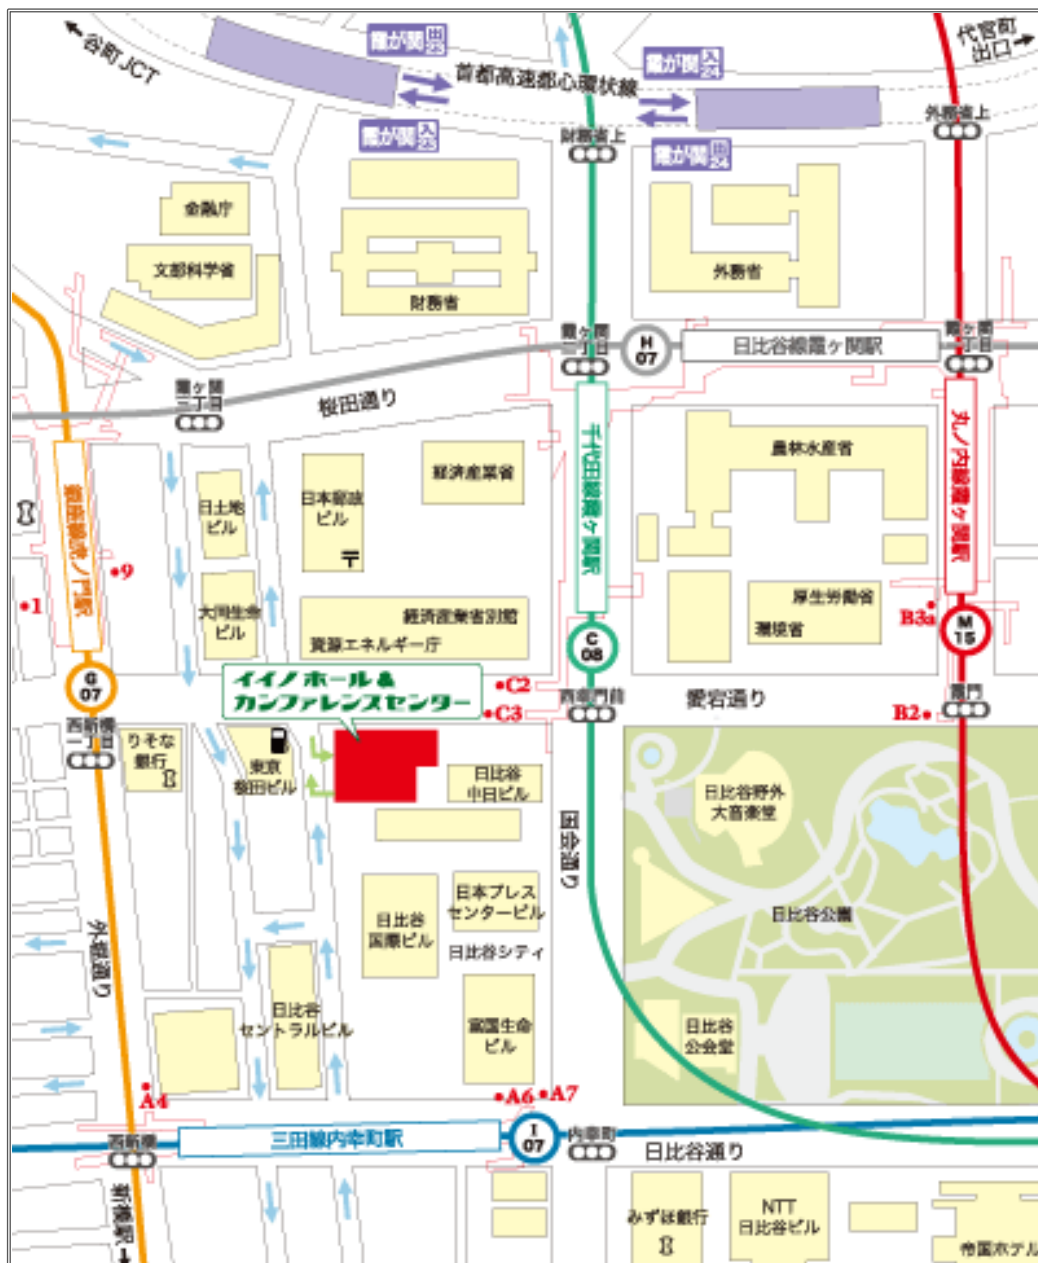 谷町JCT
霞が関 出 23
首都高速都心環状線
霞が関 入 24
代官町
出口
霞が関 入 23
財務省上
霞が関 出 24
外務省上
金融庁
文部科学省
財務省
外務省
霞ヶ関
二丁目
H
07
日比谷線霞ヶ関駅
霞ヶ関
一丁目
霞ヶ関
三丁目
桜田通り
銀座線虎ノ門駅
日土地
ビル
日本郵政
ビル
経済産業省
千代田線霞ヶ関駅
農林水産省
丸ノ内線霞ヶ関駅
9
1
大同生命
ビル
経済産業省別館
資源エネルギー庁
厚生労働省
環境省
B3a
M
15
C
08
G
07
イイノホール&
カンファレンスセンター
C2
C3
西幸門前
愛宕通り
霞門
B2
西新橋
一丁目
りそな
銀行
東京
桜田ビル
日比谷
中日ビル
日比谷野外
大音楽堂
国会通り
日比谷国際ビル
日本プレス
センタービル
日比谷シティ
日比谷公園
外堀通り
日比谷
セントラルビル
富国生命
ビル
日比谷
公会堂
A4
A6
A7
西新橋
三田線内幸町駅
I
07
内幸町
日比谷通り
新橋駅
みずほ銀行
NTT
日比谷ビル
帝国ホテル